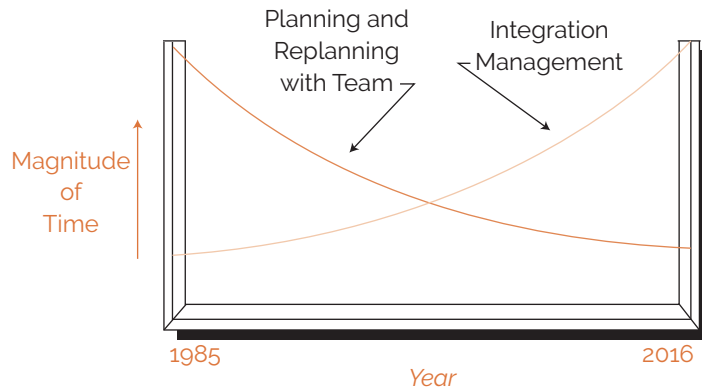 Planning and
Replanning
with Team
Integration
Management
Magnitude
of
Time
1985
2016
Year